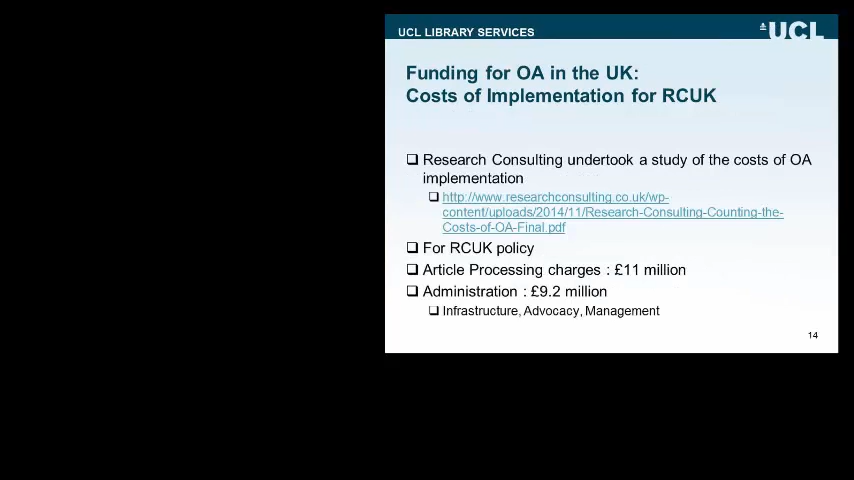 UCL LIBRARY SERVICES
UCL
Funding for OA in the UK:
Costs of Implementation for RCUK
Research Consulting undertook a study of the costs of OA
implementation
http://www.researchconsulting.co.uk/wp-
content/uploads/2014/11/Research-Consulting-Counting-the-
Costs-of-OA-Final.pdf
For RCUK policy
Article Processing charges : £11 million
Administration : £9.2 million
Infrastructure, Advocacy, Management
14